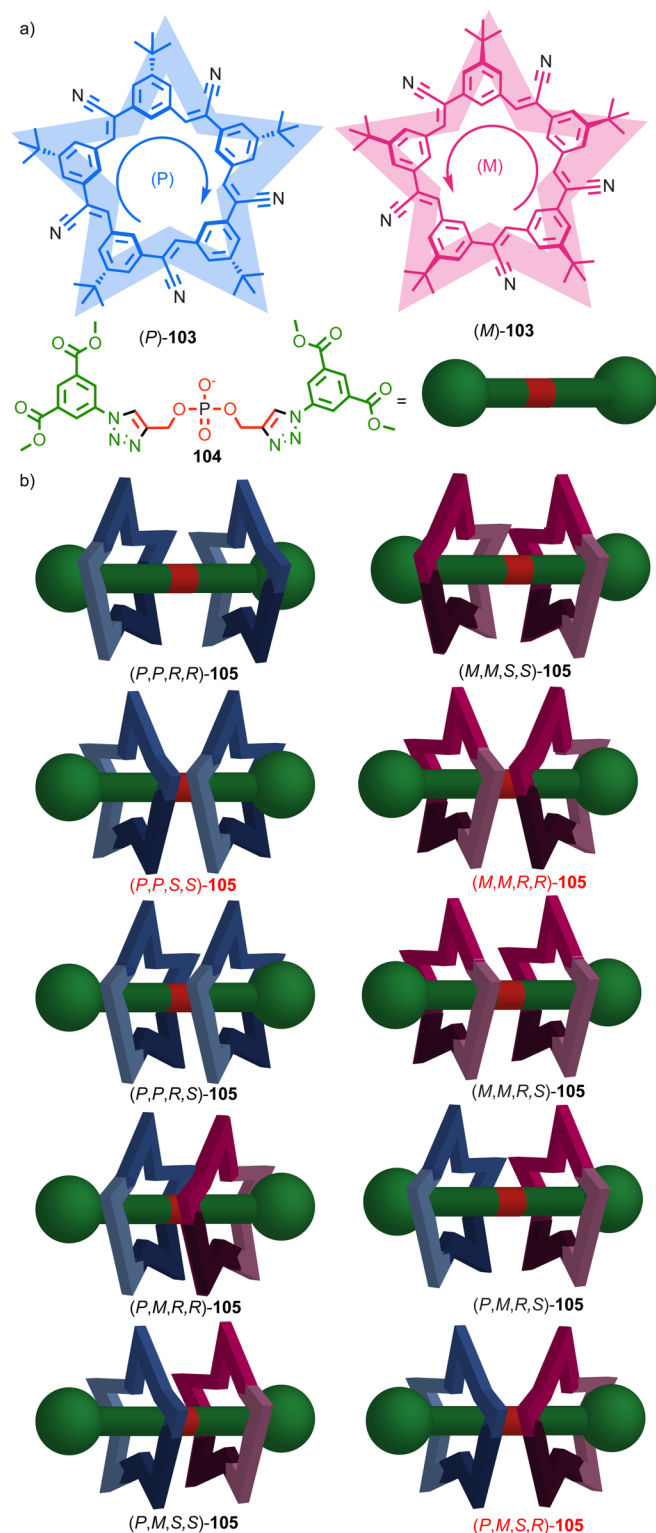 a)
N N N N
N N N N
(P) (M)
N N
(P)-103 (M)-103
O O O O
O O- O
O O P O N O
N N=N O N=N O =
104
b)
(P,P,R,R)-105 (M,M,S,S)-105
(P,P,S,S)-105 (M,M,R,R)-105
(P,P,R,S)-105 (M,M,R,S)-105
(P,M,R,R)-105 (P,M,R,S)-105
(P,M,S,S)-105 (P,M,S,R)-105